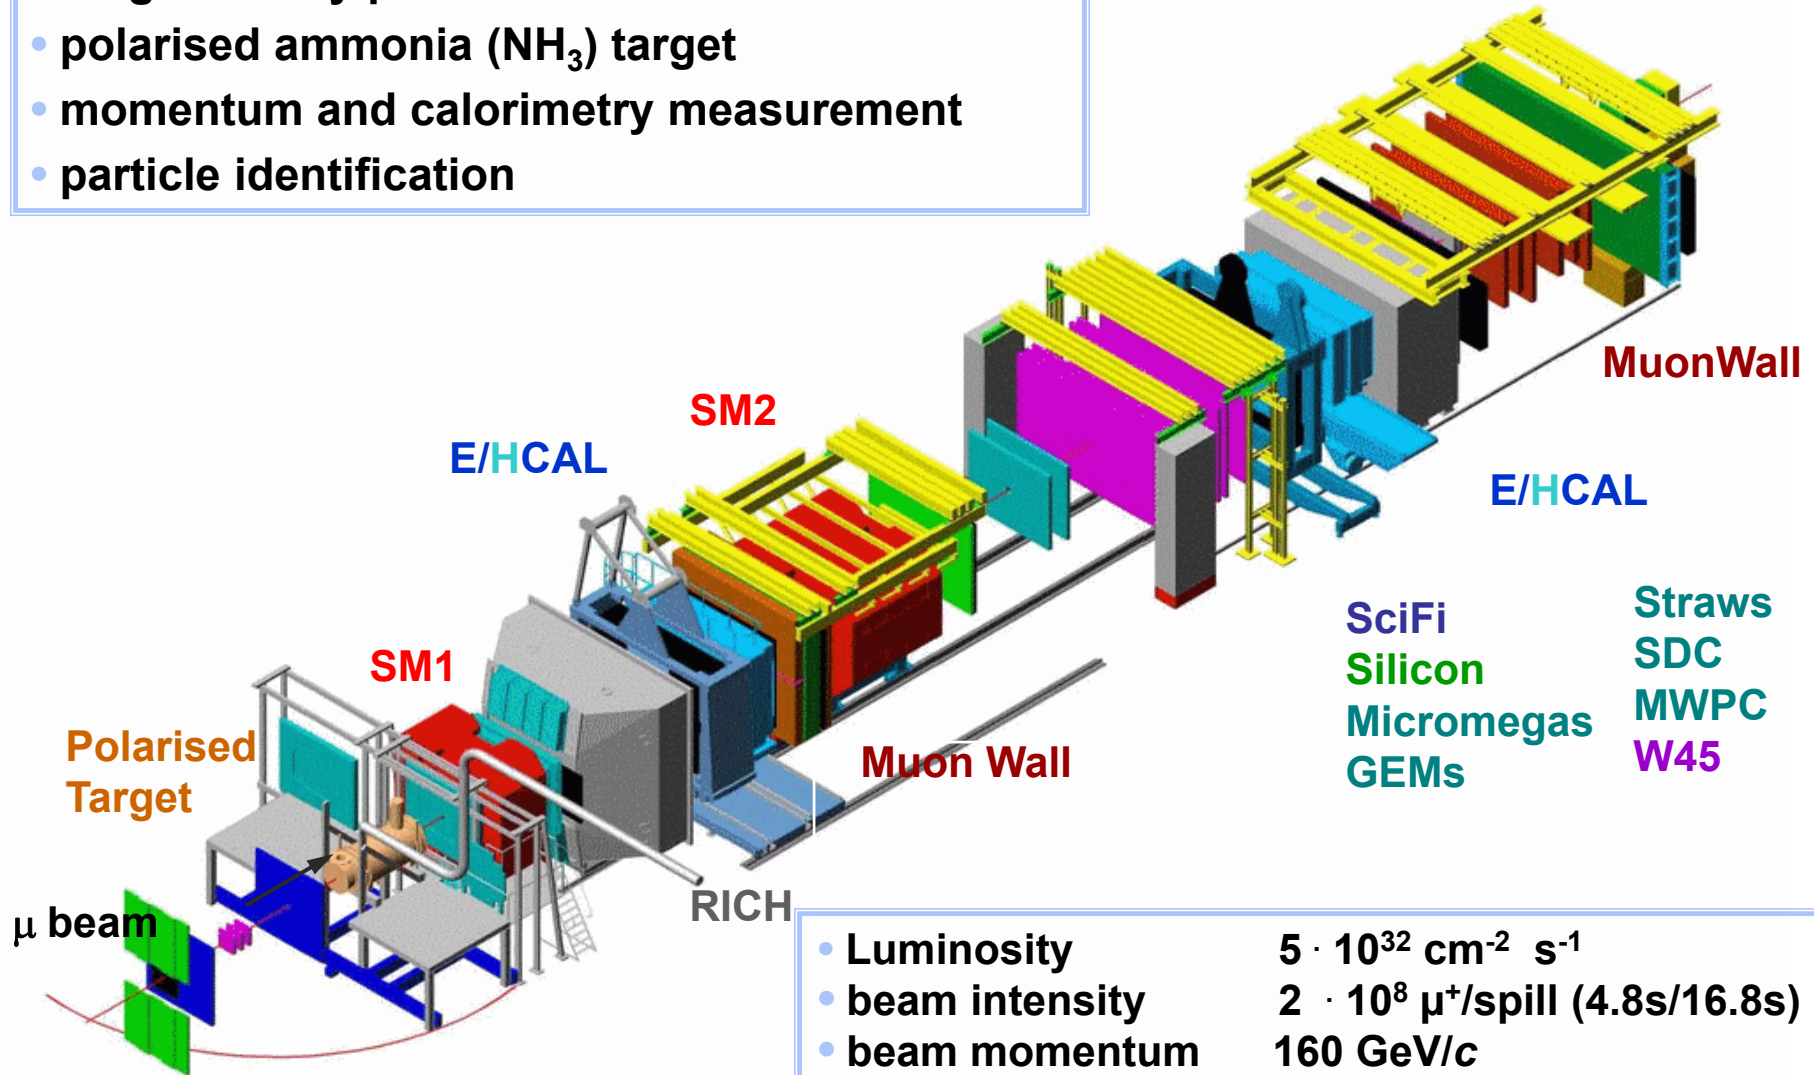 • polarised ammonia (NH₃) target
• momentum and calorimetry measurement
• particle identification
MuonWall
SM2
E/HCAL
E/HCAL
SM1
SciFi
Silicon
Micromegas
GEMs
Straws
SDC
MWPC
W45
Polarised
Target
Muon Wall
RICH
μ beam
• Luminosity 5 · 10³² cm⁻² s⁻¹
• beam intensity 2 · 10⁸ μ⁺/spill (4.8s/16.8s)
• beam momentum 160 GeV/c